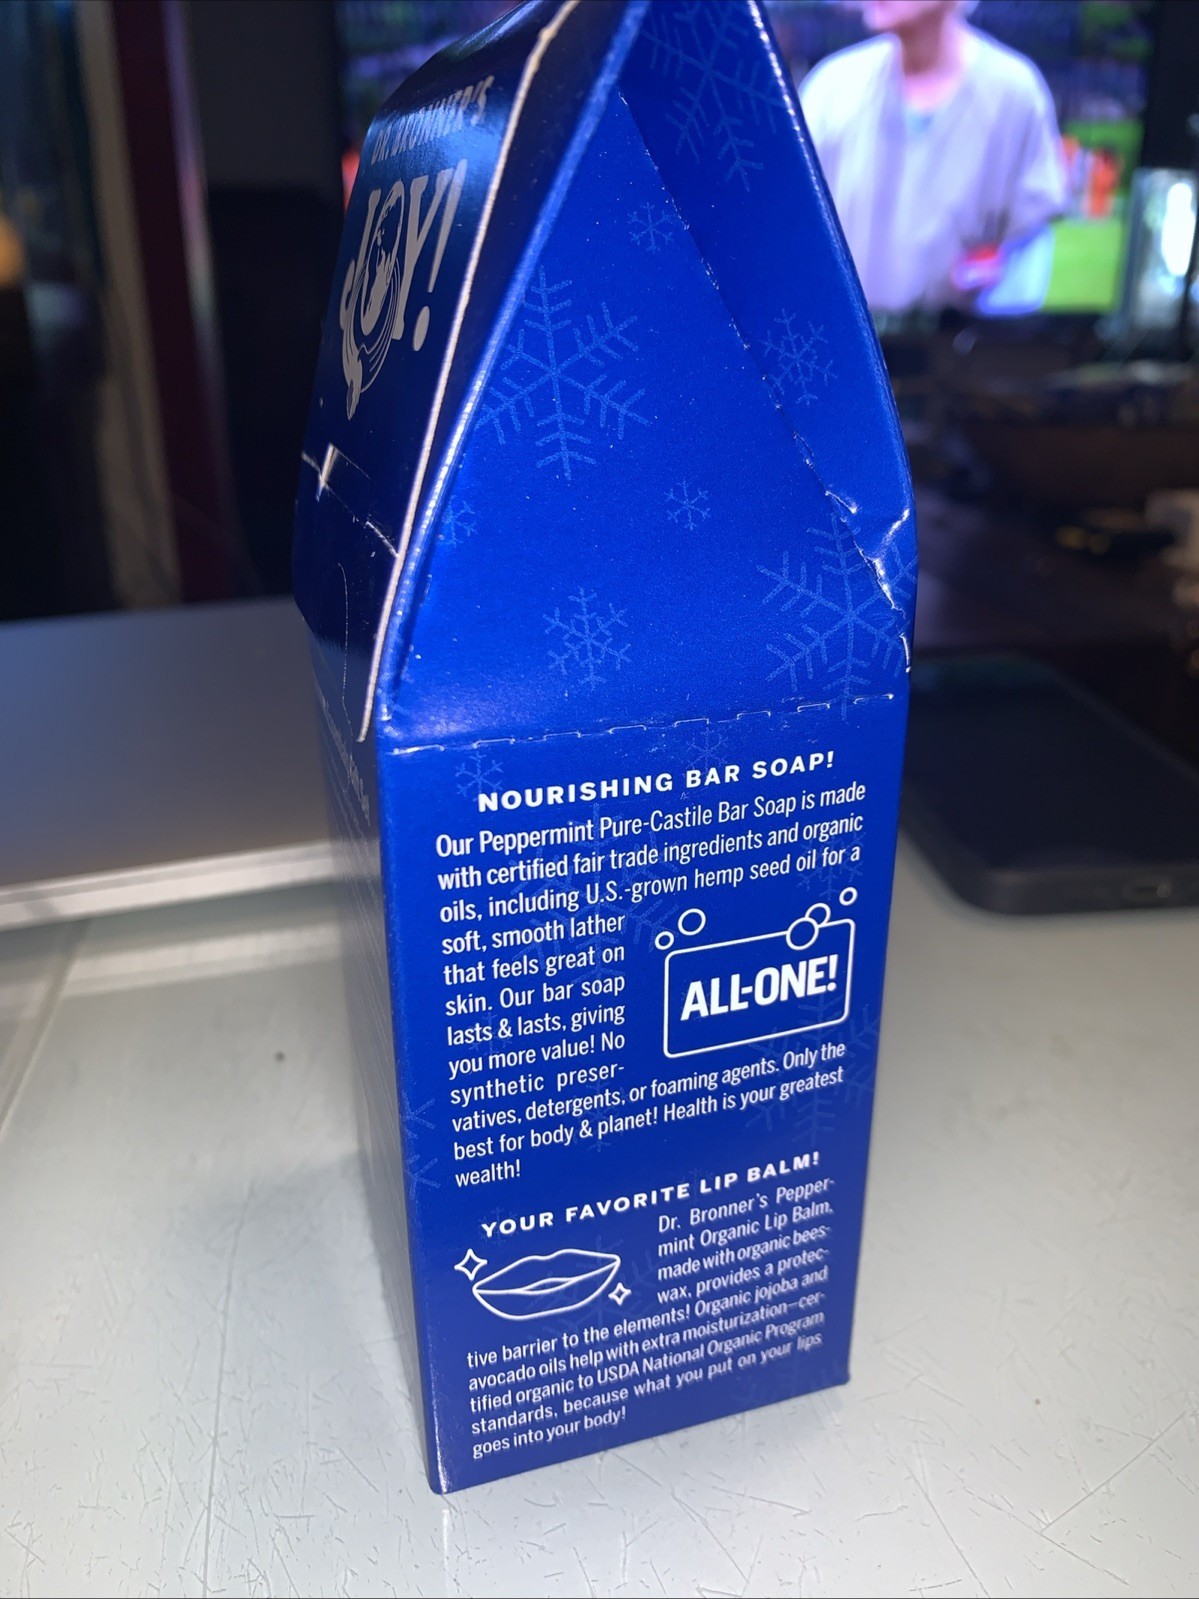 DR. BRONNER'S
JOY!
NOURISHING BAR SOAP!
Our Peppermint Pure-Castile Bar Soap is made
with certified fair trade ingredients and organic
oils, including U.S.-grown hemp seed oil for a
soft, smooth lather
that feels great on
skin. Our bar soap
lasts & lasts, giving
you more value! No
synthetic preser-
vatives, detergents, or foaming agents. Only the
best for body & planet! Health is your greatest
wealth!
ALL-ONE!
YOUR FAVORITE LIP BALM!
Dr. Bronner's Pepper-
mint Organic Lip Balm,
made with organic bees-
wax, provides a protec-
tive barrier to the elements! Organic jojoba and
avocado oils help with extra moisturization—cer-
tified organic to USDA National Organic Program
standards, because what you put on your lips
goes into your body!